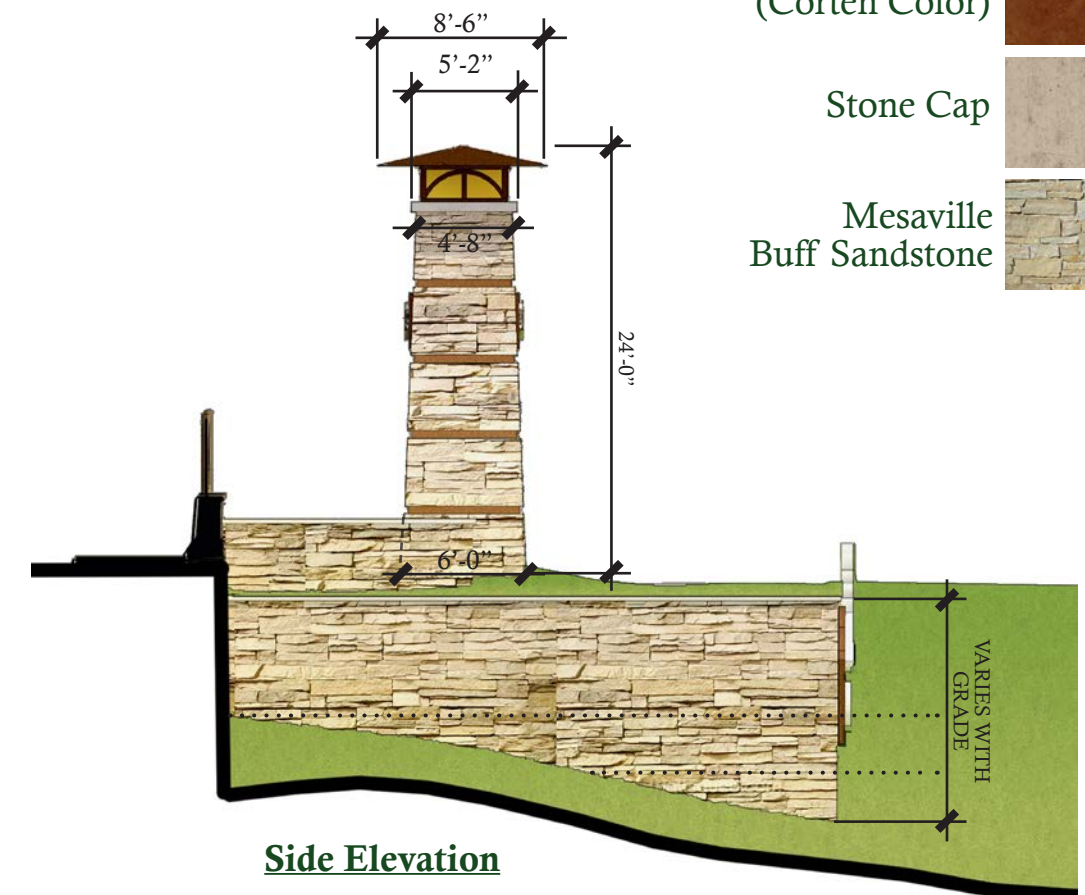 (Corten Color)
8’-6”
5’-2”
Stone Cap
Mesaville
Buff Sandstone
4’-8”
24’-0”
6’-0”
VARIES WITH
GRADE
Side Elevation